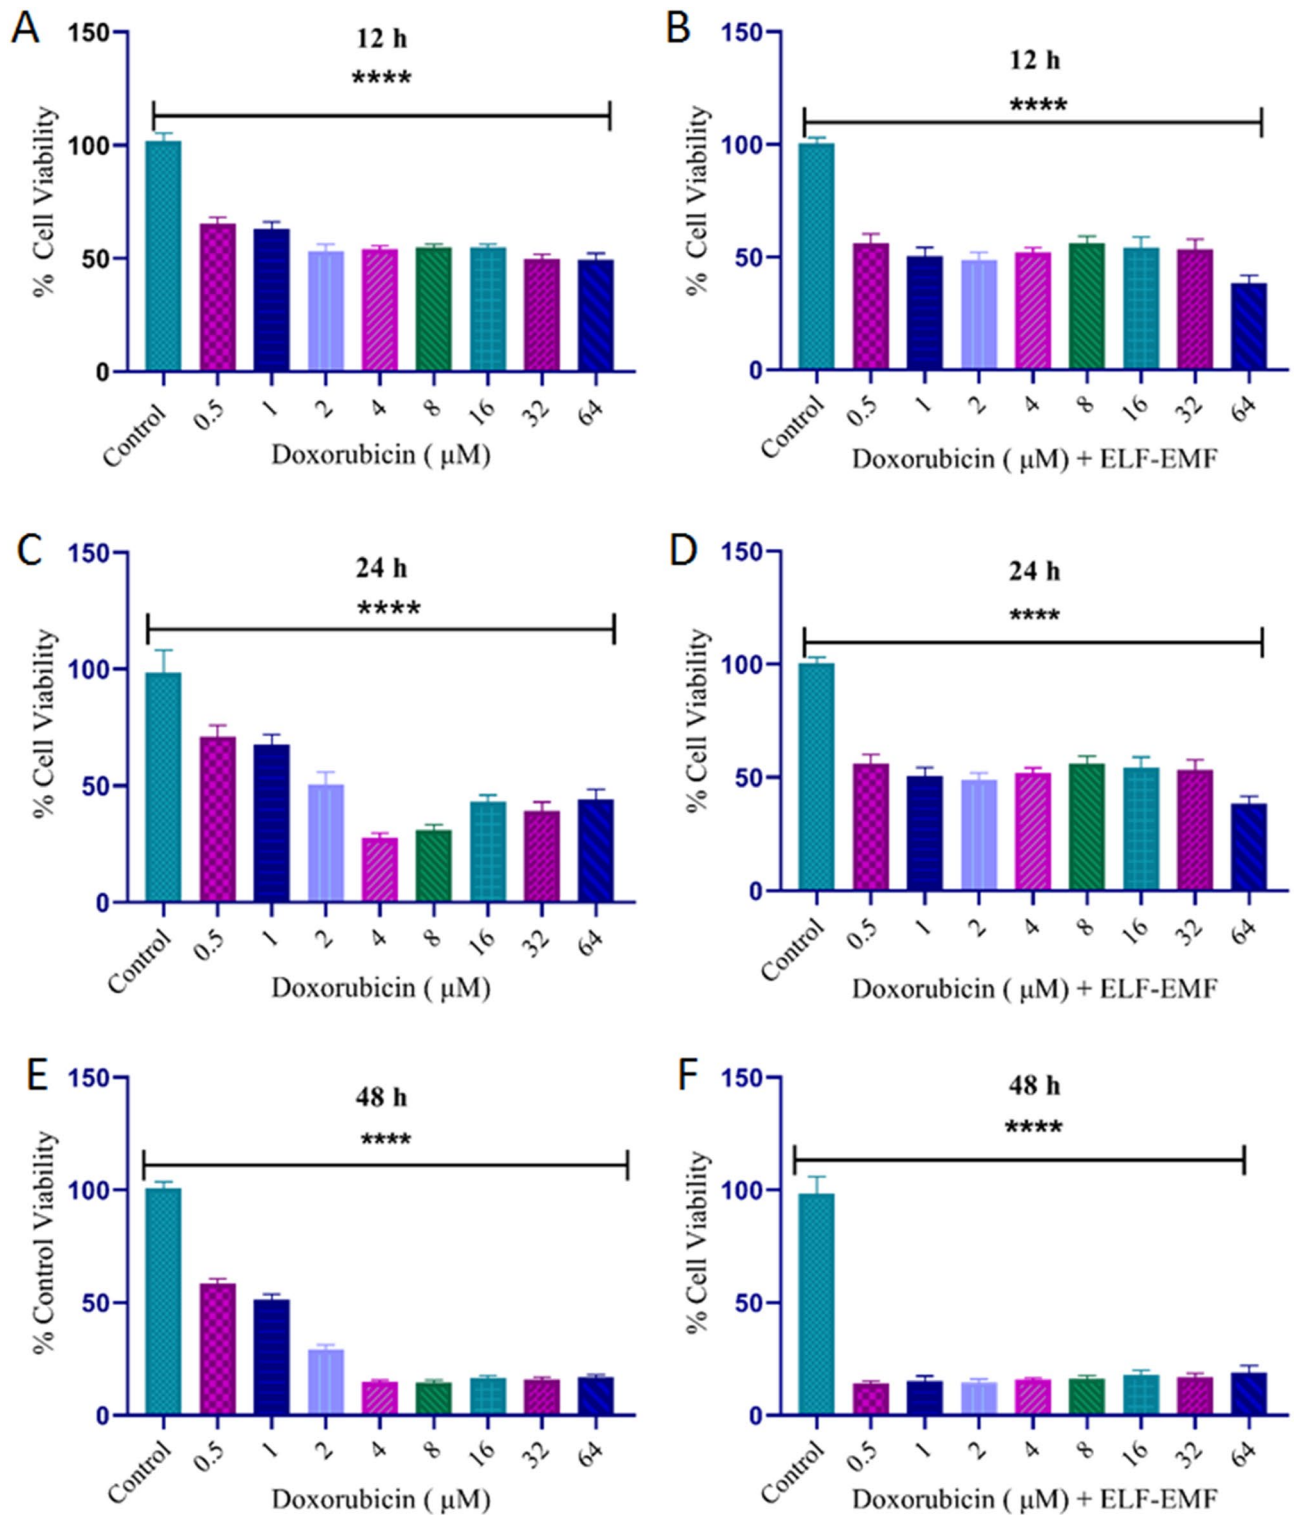 A
150
100
50
0
% Cell Viability
12 h
****
Control
0.5
1
2
4
8
16
32
64
Doxorubicin ( μM)
B
150
100
50
0
% Cell Viability
12 h
****
Control
0.5
1
2
4
8
16
32
64
Doxorubicin ( μM) + ELF-EMF
C
150
100
50
0
% Cell Viability
24 h
****
Control
0.5
1
2
4
8
16
32
64
Doxorubicin ( μM)
D
150
100
50
0
% Cell Viability
24 h
****
Control
0.5
1
2
4
8
16
32
64
Doxorubicin ( μM) + ELF-EMF
E
150
100
50
0
% Control Viability
48 h
****
Control
0.5
1
2
4
8
16
32
64
Doxorubicin ( μM)
F
150
100
50
0
% Cell Viability
48 h
****
Control
0.5
1
2
4
8
16
32
64
Doxorubicin ( μM) + ELF-EMF